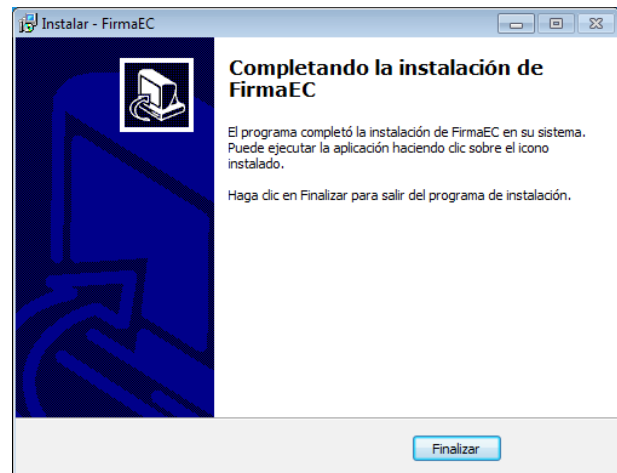 Instalar - FirmaEC
Completando la instalación de
FirmaEC
El programa completó la instalación de FirmaEC en su sistema.
Puede ejecutar la aplicación haciendo clic sobre el icono
instalado.
Haga clic en Finalizar para salir del programa de instalación.
Finalizar